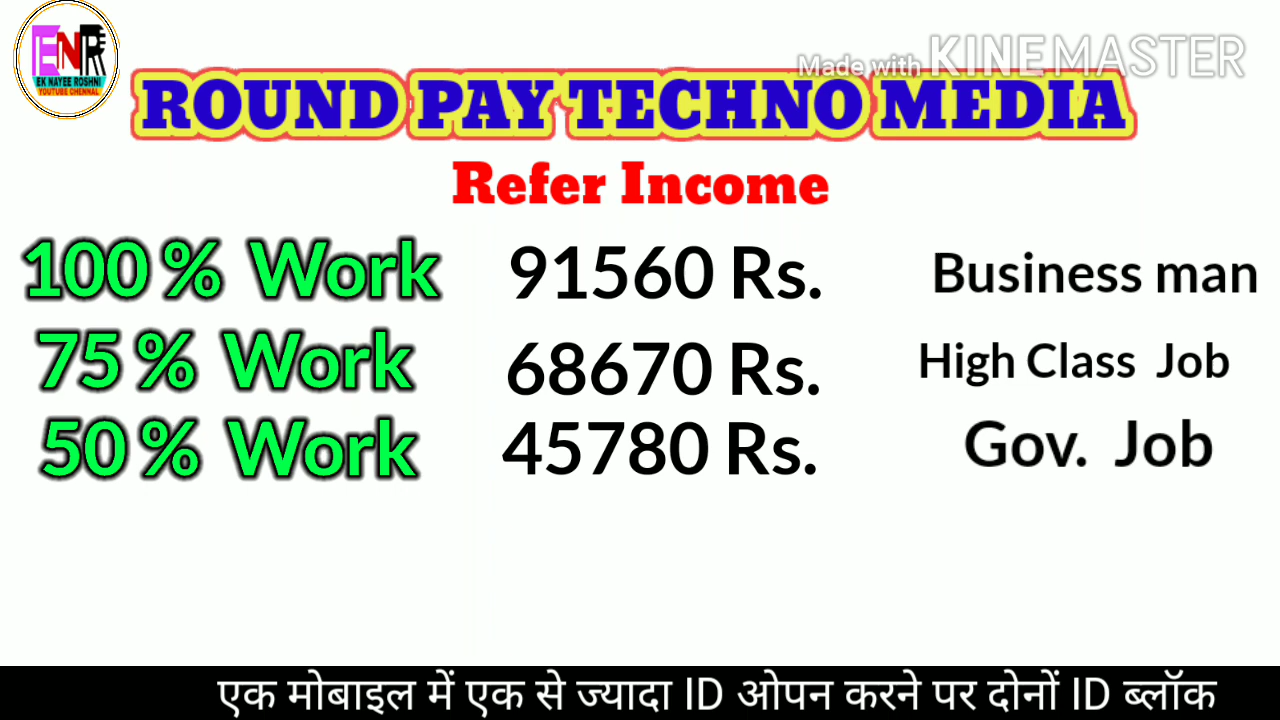 ENR
EK NAYEE ROSHNI
YOUTUBE CHENNAL
Made with KINEMASTER
ROUND PAY TECHNO MEDIA
Refer Income
100 % Work 91560 Rs. Business man
75 % Work 68670 Rs. High Class Job
50 % Work 45780 Rs. Gov. Job
एक मोबाइल में एक से ज्यादा ID ओपन करने पर दोनों ID ब्लॉक